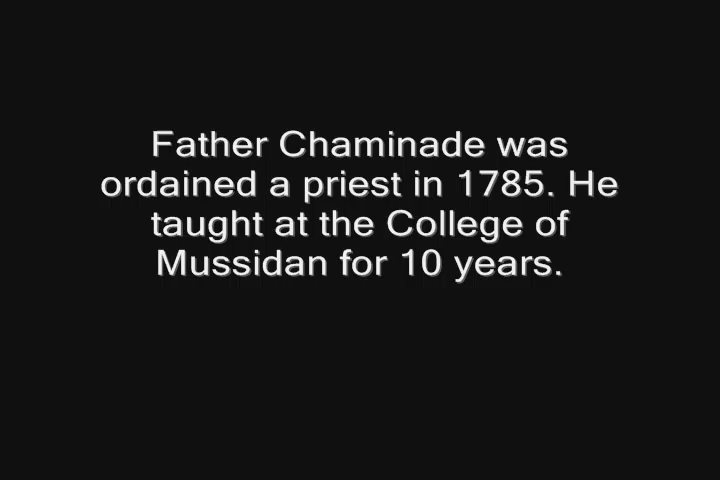 Father Chaminade was
ordained a priest in 1785. He
taught at the College of
Mussidan for 10 years.